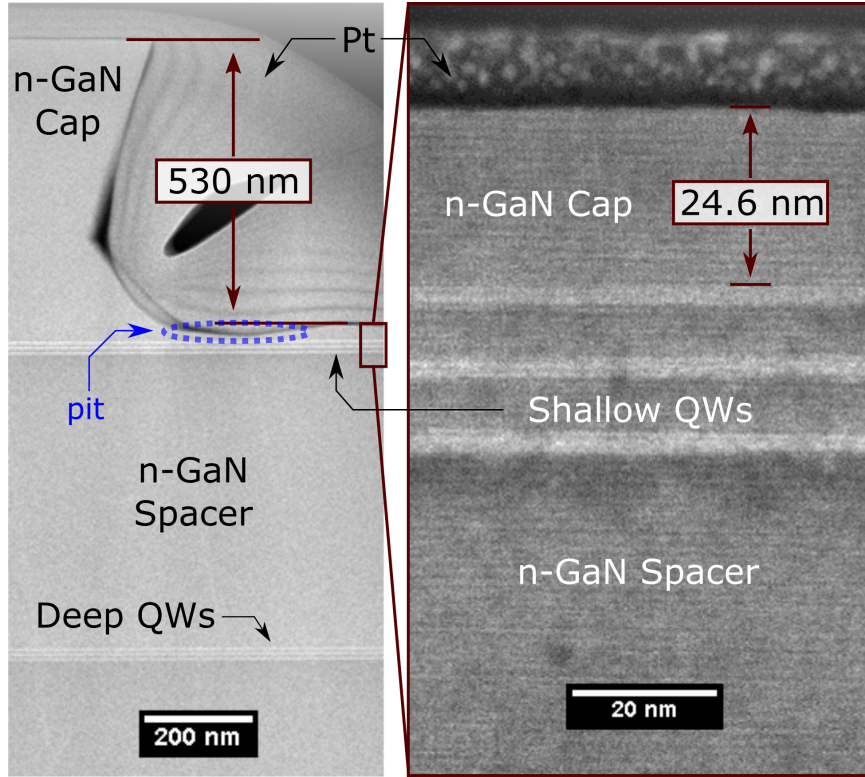 n-GaN
Cap
Pt
530 nm
pit
n-GaN
Spacer
Deep QWs
200 nm
n-GaN Cap
24.6 nm
Shallow QWs
n-GaN Spacer
20 nm